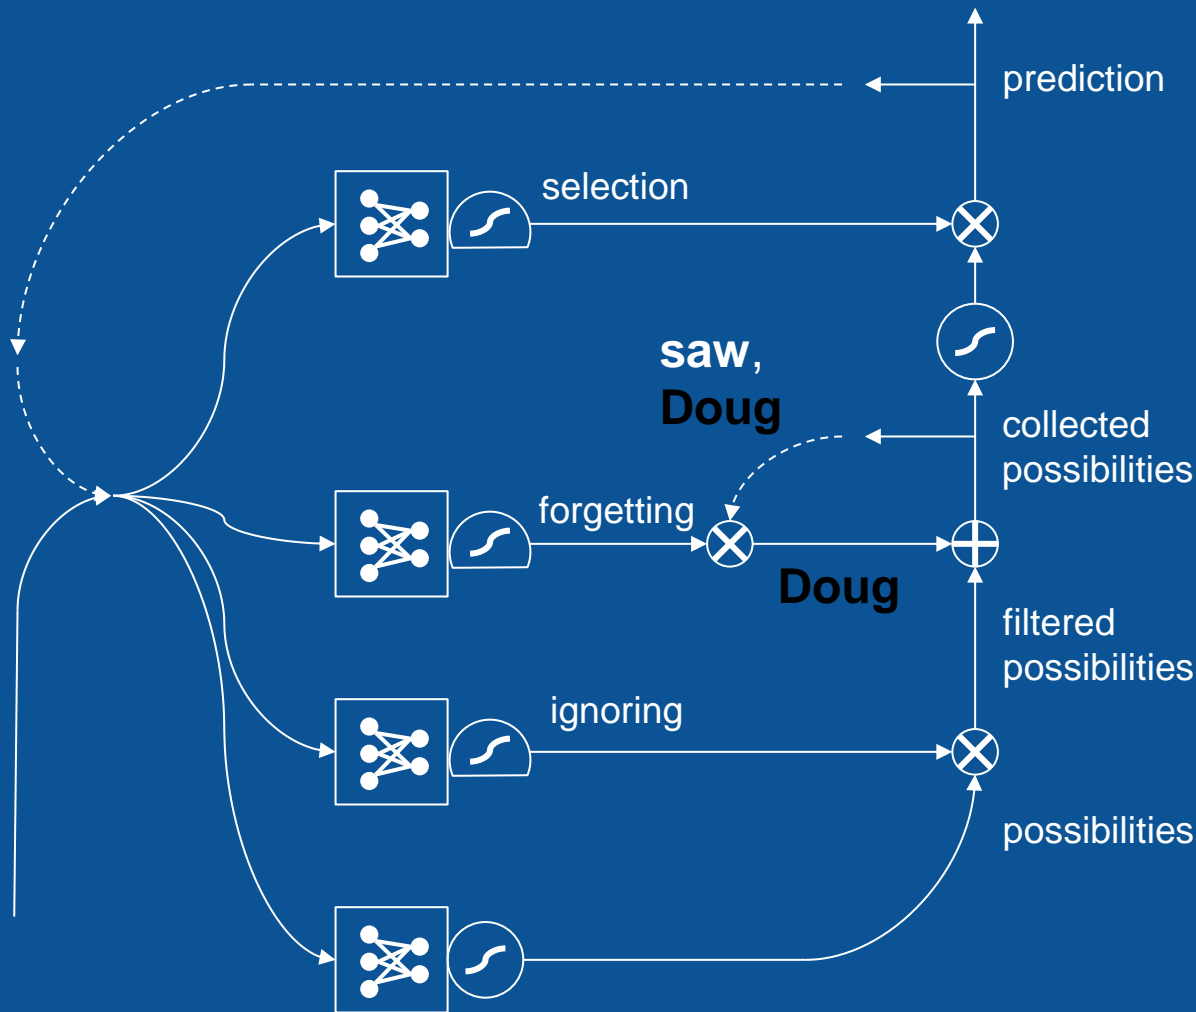 prediction
selection
saw,
Doug
collected
possibilities
forgetting
Doug
filtered
possibilities
ignoring
possibilities